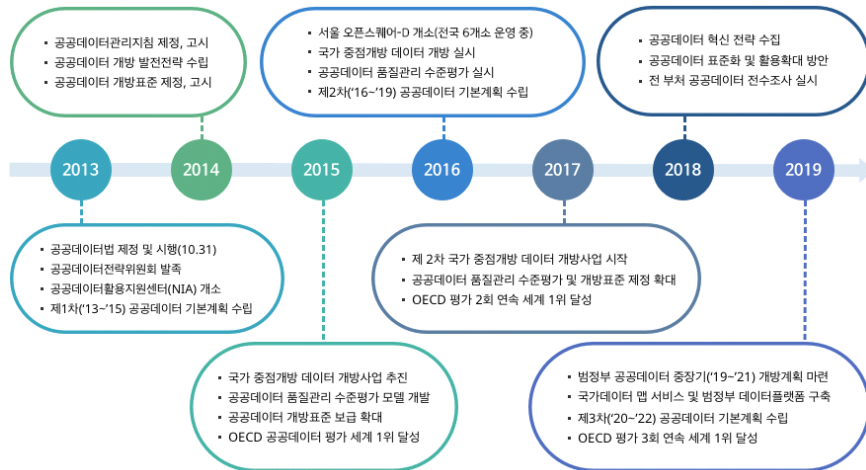 공공데이터관리지침 제정, 고시
공공데이터 개방 발전전략 수립
공공데이터 개방표준 제정, 고시
서울 오픈스퀘어-D 개소(전국 6개소 운영 중)
국가 중점개방 데이터 개방 실시
공공데이터 품질관리 수준평가 실시
제2차('16~'19) 공공데이터 기본계획 수립
공공데이터 혁신 전략 수집
공공데이터 표준화 및 활용확대 방안
전 부처 공공데이터 전수조사 실시
2013
2014
2015
2016
2017
2018
2019
공공데이터법 제정 및 시행(10.31)
공공데이터전략위원회 발족
공공데이터활용지원센터(NIA) 개소
제1차('13~'15) 공공데이터 기본계획 수립
제 2차 국가 중점개방 데이터 개방사업 시작
공공데이터 품질관리 수준평가 및 개방표준 제정 확대
OECD 평가 2회 연속 세계 1위 달성
국가 중점개방 데이터 개방사업 추진
공공데이터 품질관리 수준평가 모델 개발
공공데이터 개방표준 보급 확대
OECD 공공데이터 평가 세계 1위 달성
범정부 공공데이터 중장기('19~'21) 개방계획 마련
국가데이터 맵 서비스 및 범정부 데이터플랫폼 구축
제3차('20~'22) 공공데이터 기본계획 수립
OECD 평가 3회 연속 세계 1위 달성